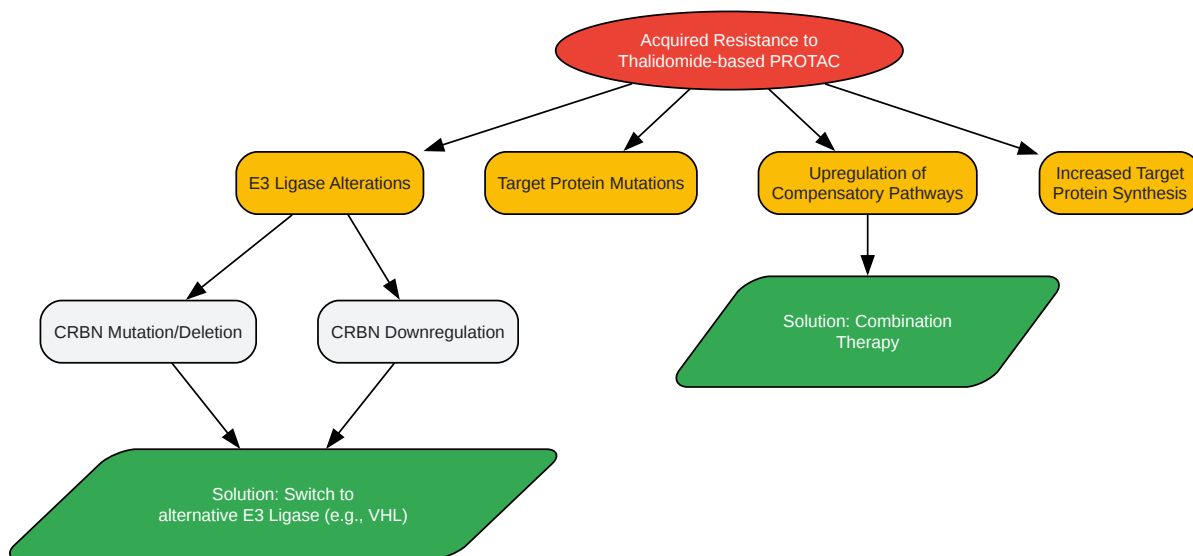 Acquired Resistance to
Thalidomide-based PROTAC
E3 Ligase Alterations
Target Protein Mutations
Upregulation of
Compensatory Pathways
Increased Target
Protein Synthesis
CRBN Mutation/Deletion
CRBN Downregulation
Solution: Combination
Therapy
Solution: Switch to
alternative E3 Ligase (e.g., VHL)